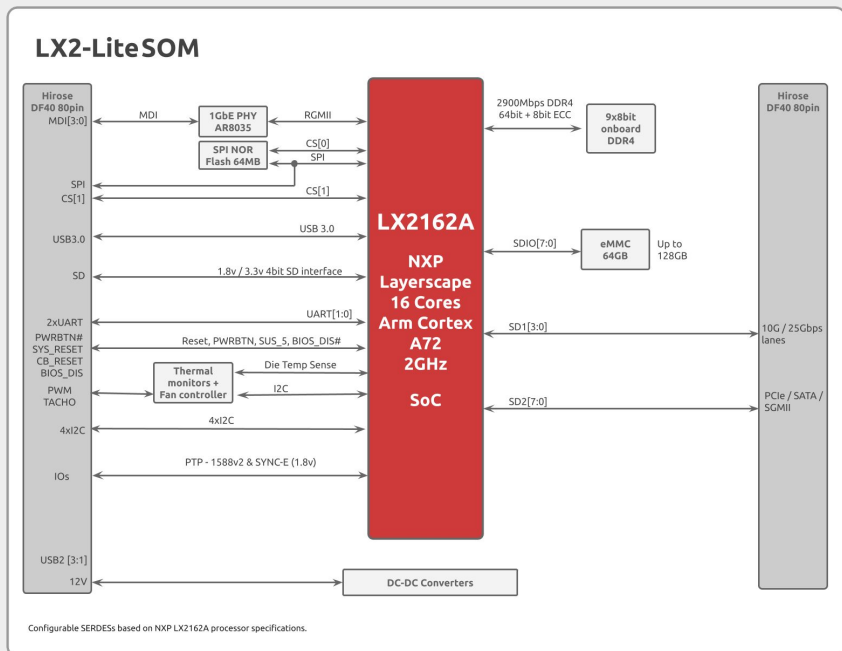 LX2-Lite SOM
Hirose
DF40 80pin
MDI[3:0]
MDI
1GbE PHY
AR8035
RGMII
SPI NOR
Flash 64MB
CS[0]
SPI
SPI
CS[1]
CS[1]
USB3.0
USB 3.0
SD
1.8v / 3.3v 4bit SD interface
2xUART
UART[1:0]
PWRBTN#
SYS_RESET
CB_RESET
BIOS_DIS
Reset, PWRBTN, SUS_5, BIOS_DIS#
Thermal
monitors +
Fan controller
Die Temp Sense
I2C
PWM
TACHO
4xI2C
4xI2C
IOs
PTP - 1588v2 & SYNC-E (1.8v)
USB2 [3:1]
12V
DC-DC Converters
LX2162A
NXP
Layerscape
16 Cores
Arm Cortex
A72
2GHz
SoC
2900Mbps DDR4
64bit + 8bit ECC
9x8bit
onboard
DDR4
SDIO[7:0]
eMMC
64GB
Up to
128GB
SD1[3:0]
SD2[7:0]
Hirose
DF40 80pin
10G / 25Gbps
lanes
PCIe / SATA /
SGMII
Configurable SERDESs based on NXP LX2162A processor specifications.